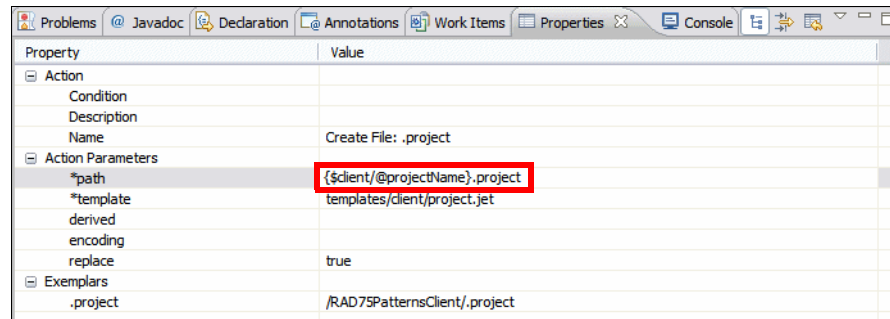 Problems @ Javadoc Declaration Annotations Work Items Properties Console
Property Value
Action
Condition
Description
Name Create File: .project
Action Parameters
*path {$client/@projectName}.project
*template templates/client/project.jet
derived
encoding
replace true
Exemplars
.project /RAD75PatternsClient/.project